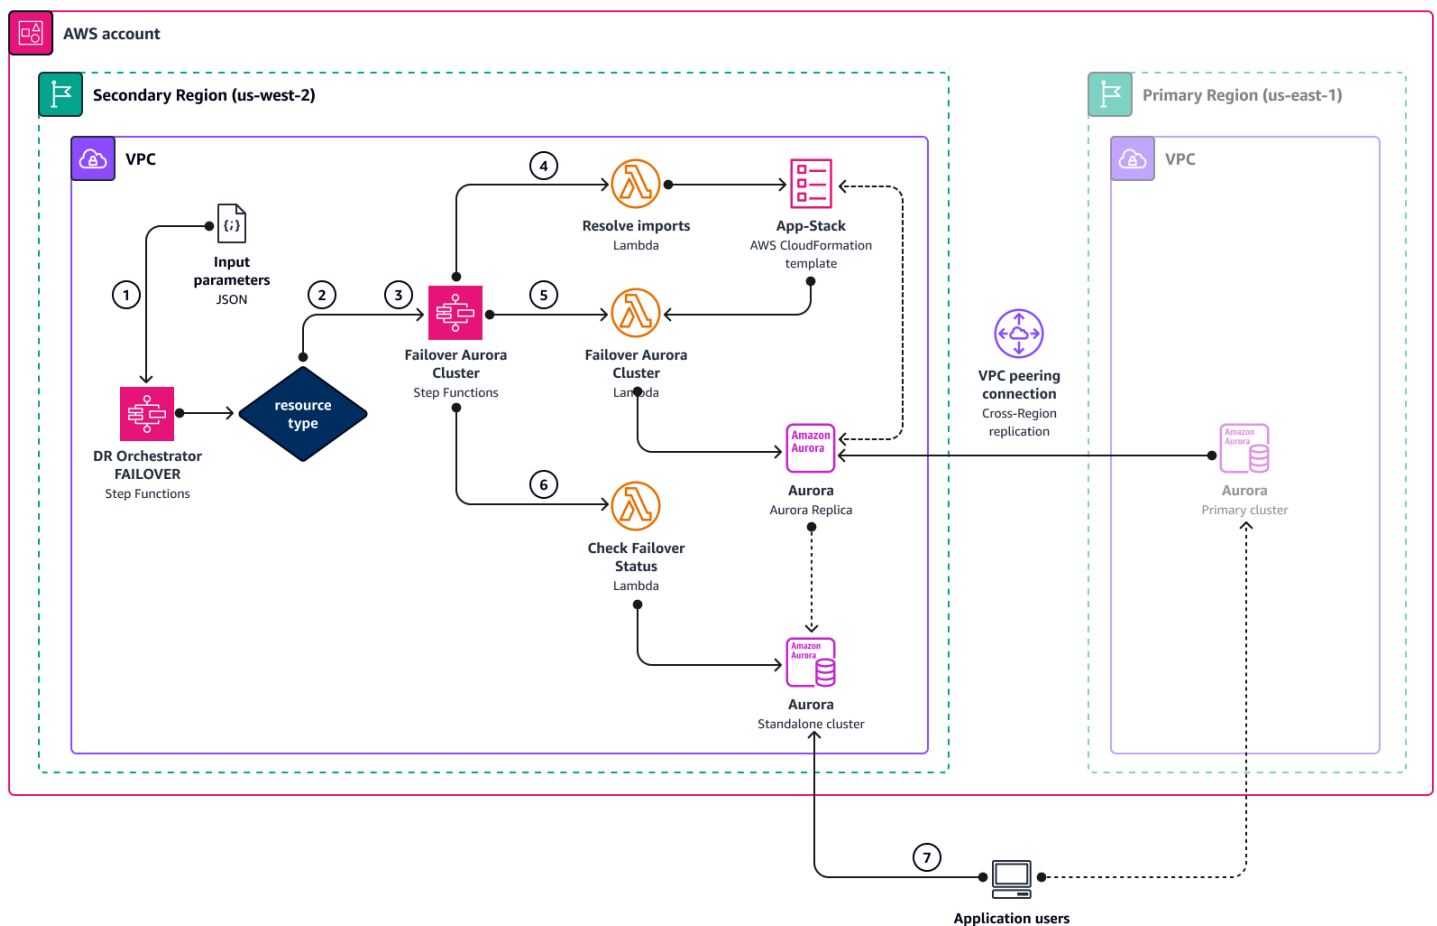 AWS account
Secondary Region (us-west-2)
Primary Region (us-east-1)
VPC
VPC
4
Resolve imports
Lambda
App-Stack
AWS CloudFormation
template
{;}
Input
parameters
JSON
1
2
3
5
Failover Aurora
Cluster
Step Functions
Failover Aurora
Cluster
Lambda
VPC peering
connection
Cross-Region
replication
resource
type
DR Orchestrator
FAILOVER
Step Functions
Amazon
Aurora
Aurora
Aurora Replica
Amazon
Aurora
Aurora
Primary cluster
6
Check Failover
Status
Lambda
Amazon
Aurora
Aurora
Standalone cluster
7
Application users